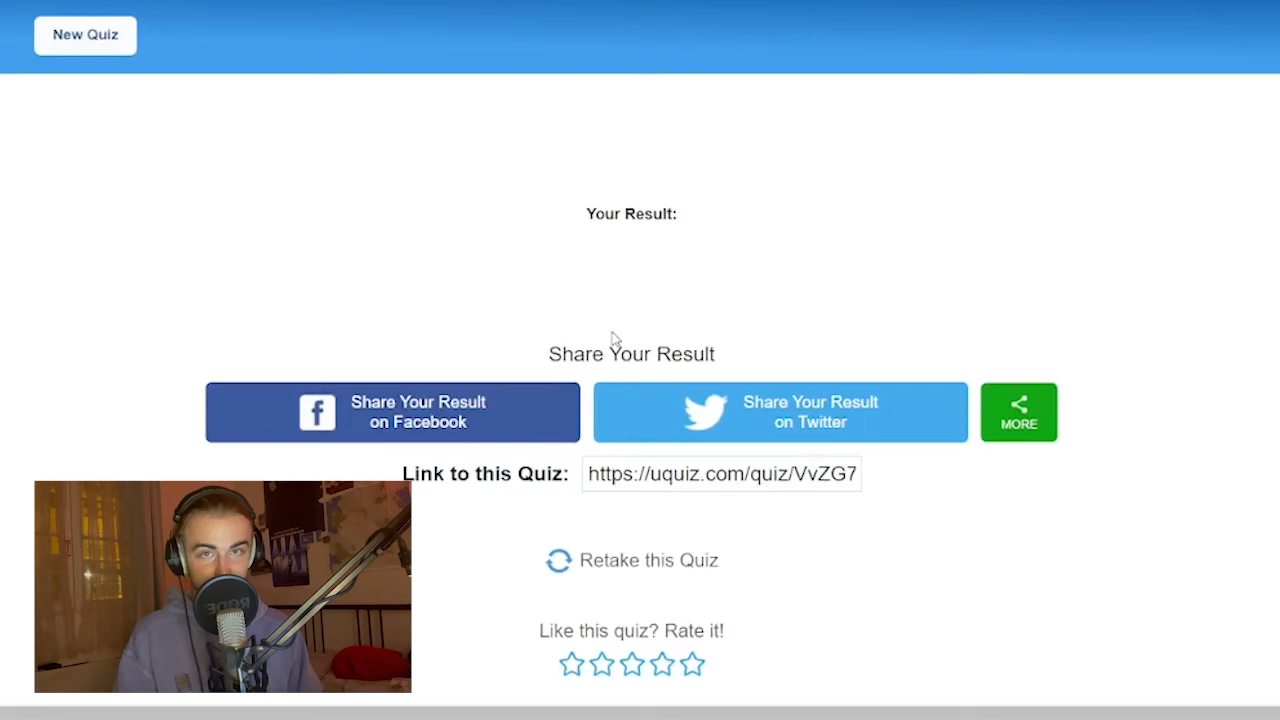 New Quiz
Your Result:
Share Your Result
Share Your Result
on Facebook
Share Your Result
on Twitter
MORE
Link to this Quiz:
https://uquiz.com/quiz/VvZG7
RODE
Retake this Quiz
Like this quiz? Rate it!